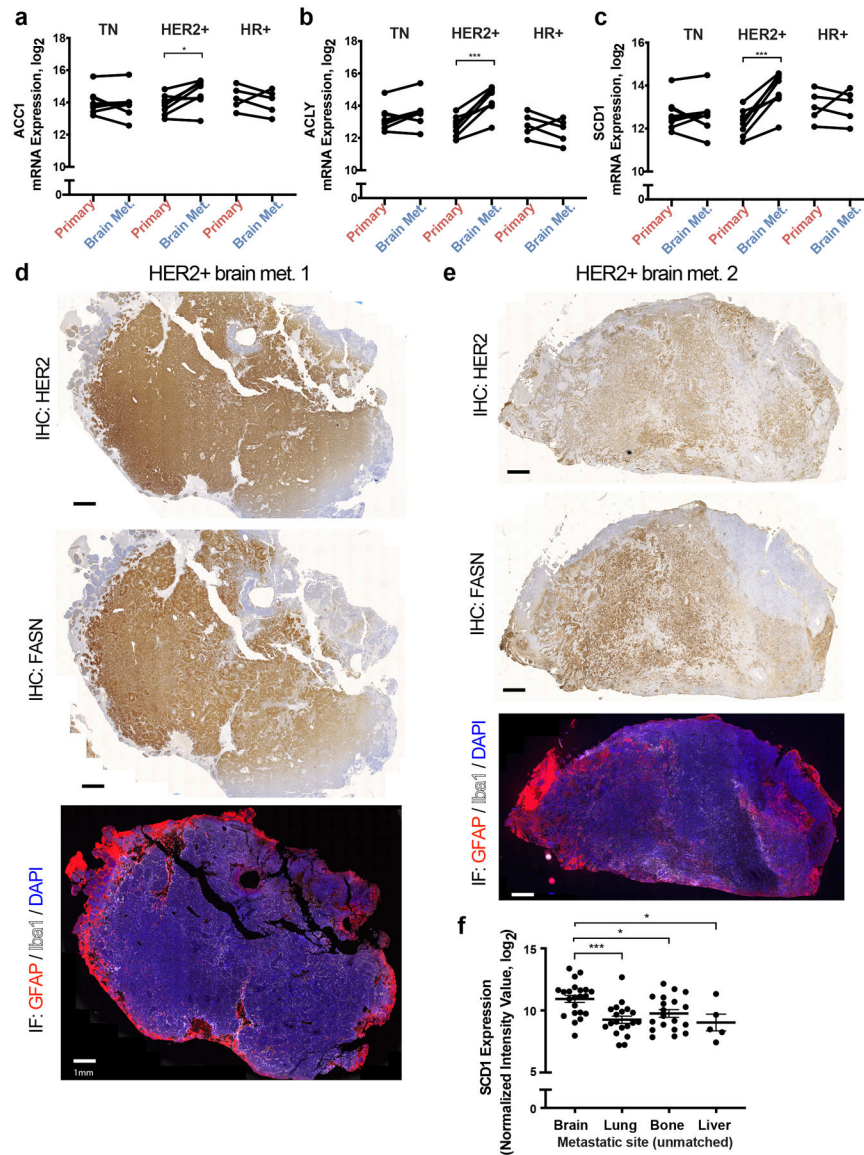 a
TN HER2+ HR+
*
ACC1
mRNA Expression, log2
16
14
12
10
0
Primary Brain Met. Primary Brain Met. Primary Brain Met.
b
TN HER2+ HR+
***
ACLY
mRNA Expression, log2
16
14
12
10
0
Primary Brain Met. Primary Brain Met. Primary Brain Met.
c
TN HER2+ HR+
***
SCD1
mRNA Expression, log2
16
14
12
10
0
Primary Brain Met. Primary Brain Met. Primary Brain Met.
d
HER2+ brain met. 1
IHC: HER2
IHC: FASN
IF: GFAP / Iba1 / DAPI
1mm
e
HER2+ brain met. 2
IHC: HER2
IHC: FASN
IF: GFAP / Iba1 / DAPI
f
*
*
***
SCD1 Expression
(Normalized Intensity Value, log2)
15
10
5
0
Brain Lung Bone Liver
Metastatic site (unmatched)